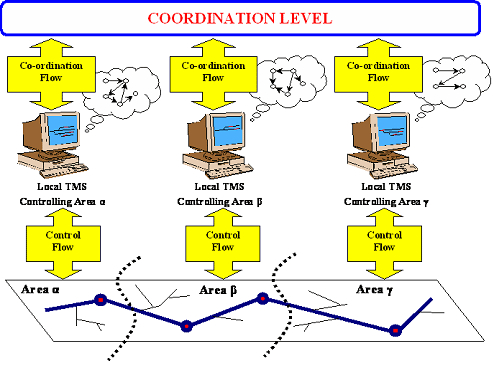 COORDINATION LEVEL
Co-ordination
Flow
Co-ordination
Flow
Co-ordination
Flow
Local TMS
Controlling Area α
Local TMS
Controlling Area β
Local TMS
Controlling Area γ
Control
Flow
Control
Flow
Control
Flow
Area α
Area β
Area γ